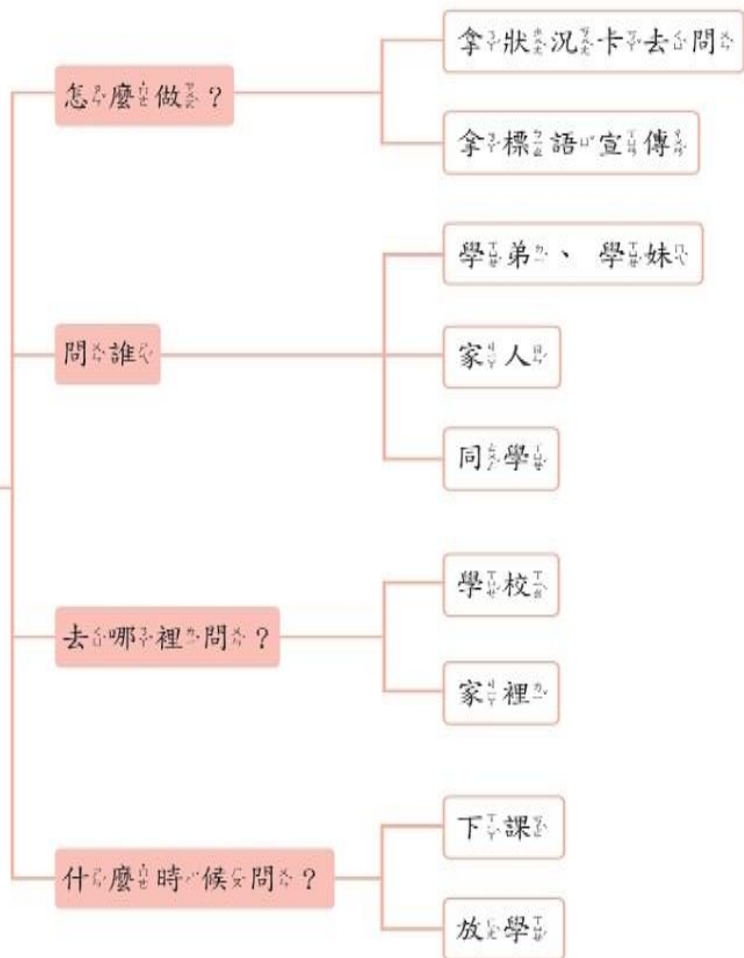 怎麼做？
拿狀況卡去問
拿標語宣傳
問誰
學弟、學妹
家人
同學
去哪裡問？
學校
家裡
什麼時候問？
下課
放學